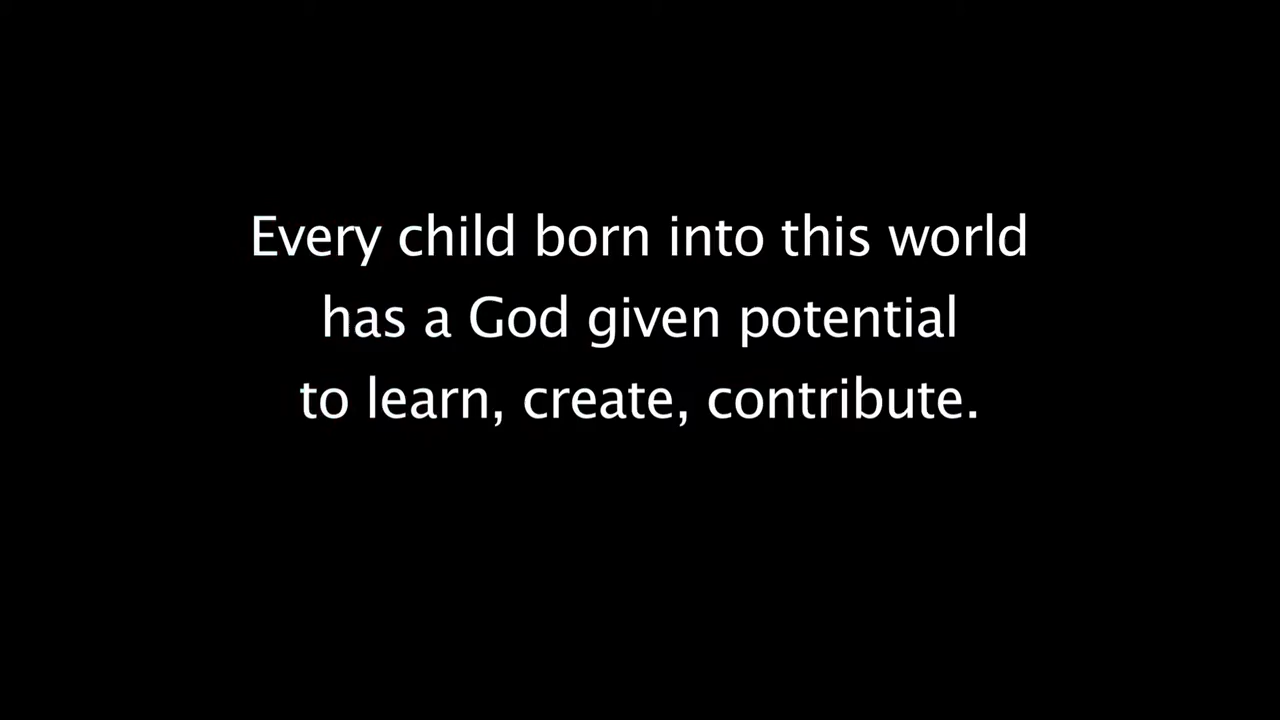 Every child born into this world
has a God given potential
to learn, create, contribute.